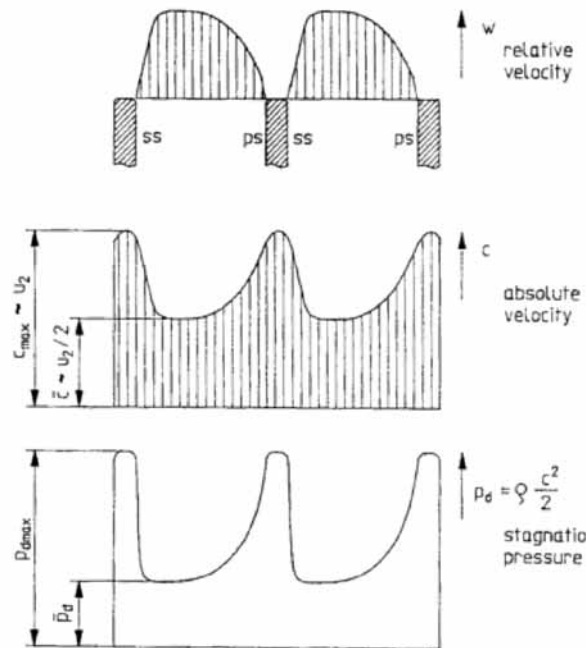 w
relative
velocity
ss
ps
ss
ps
c_max ~ u_2
c̄ ~ u_2/2
c
absolute
velocity
p_dmax
p̄_d
p_d = ϱ c²/2
stagnatio
pressure